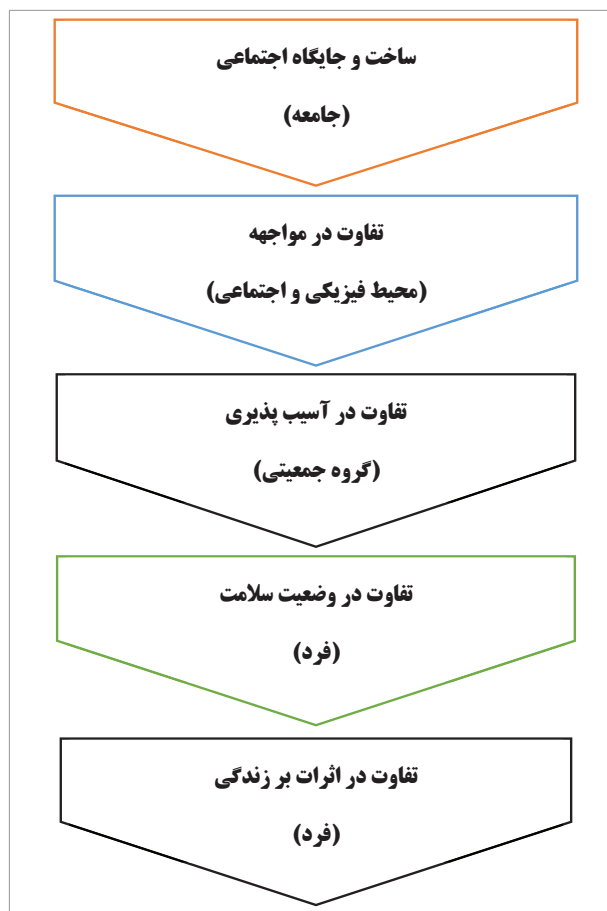 ساخت و جایگاه اجتماعی
(جامعه)
تفاوت در مواجهه
(محیط فیزیکی و اجتماعی)
تفاوت در آسیب پذیری
(گروه جمعیتی)
تفاوت در وضعیت سلامت
(فرد)
تفاوت در اثرات بر زندگی
(فرد)